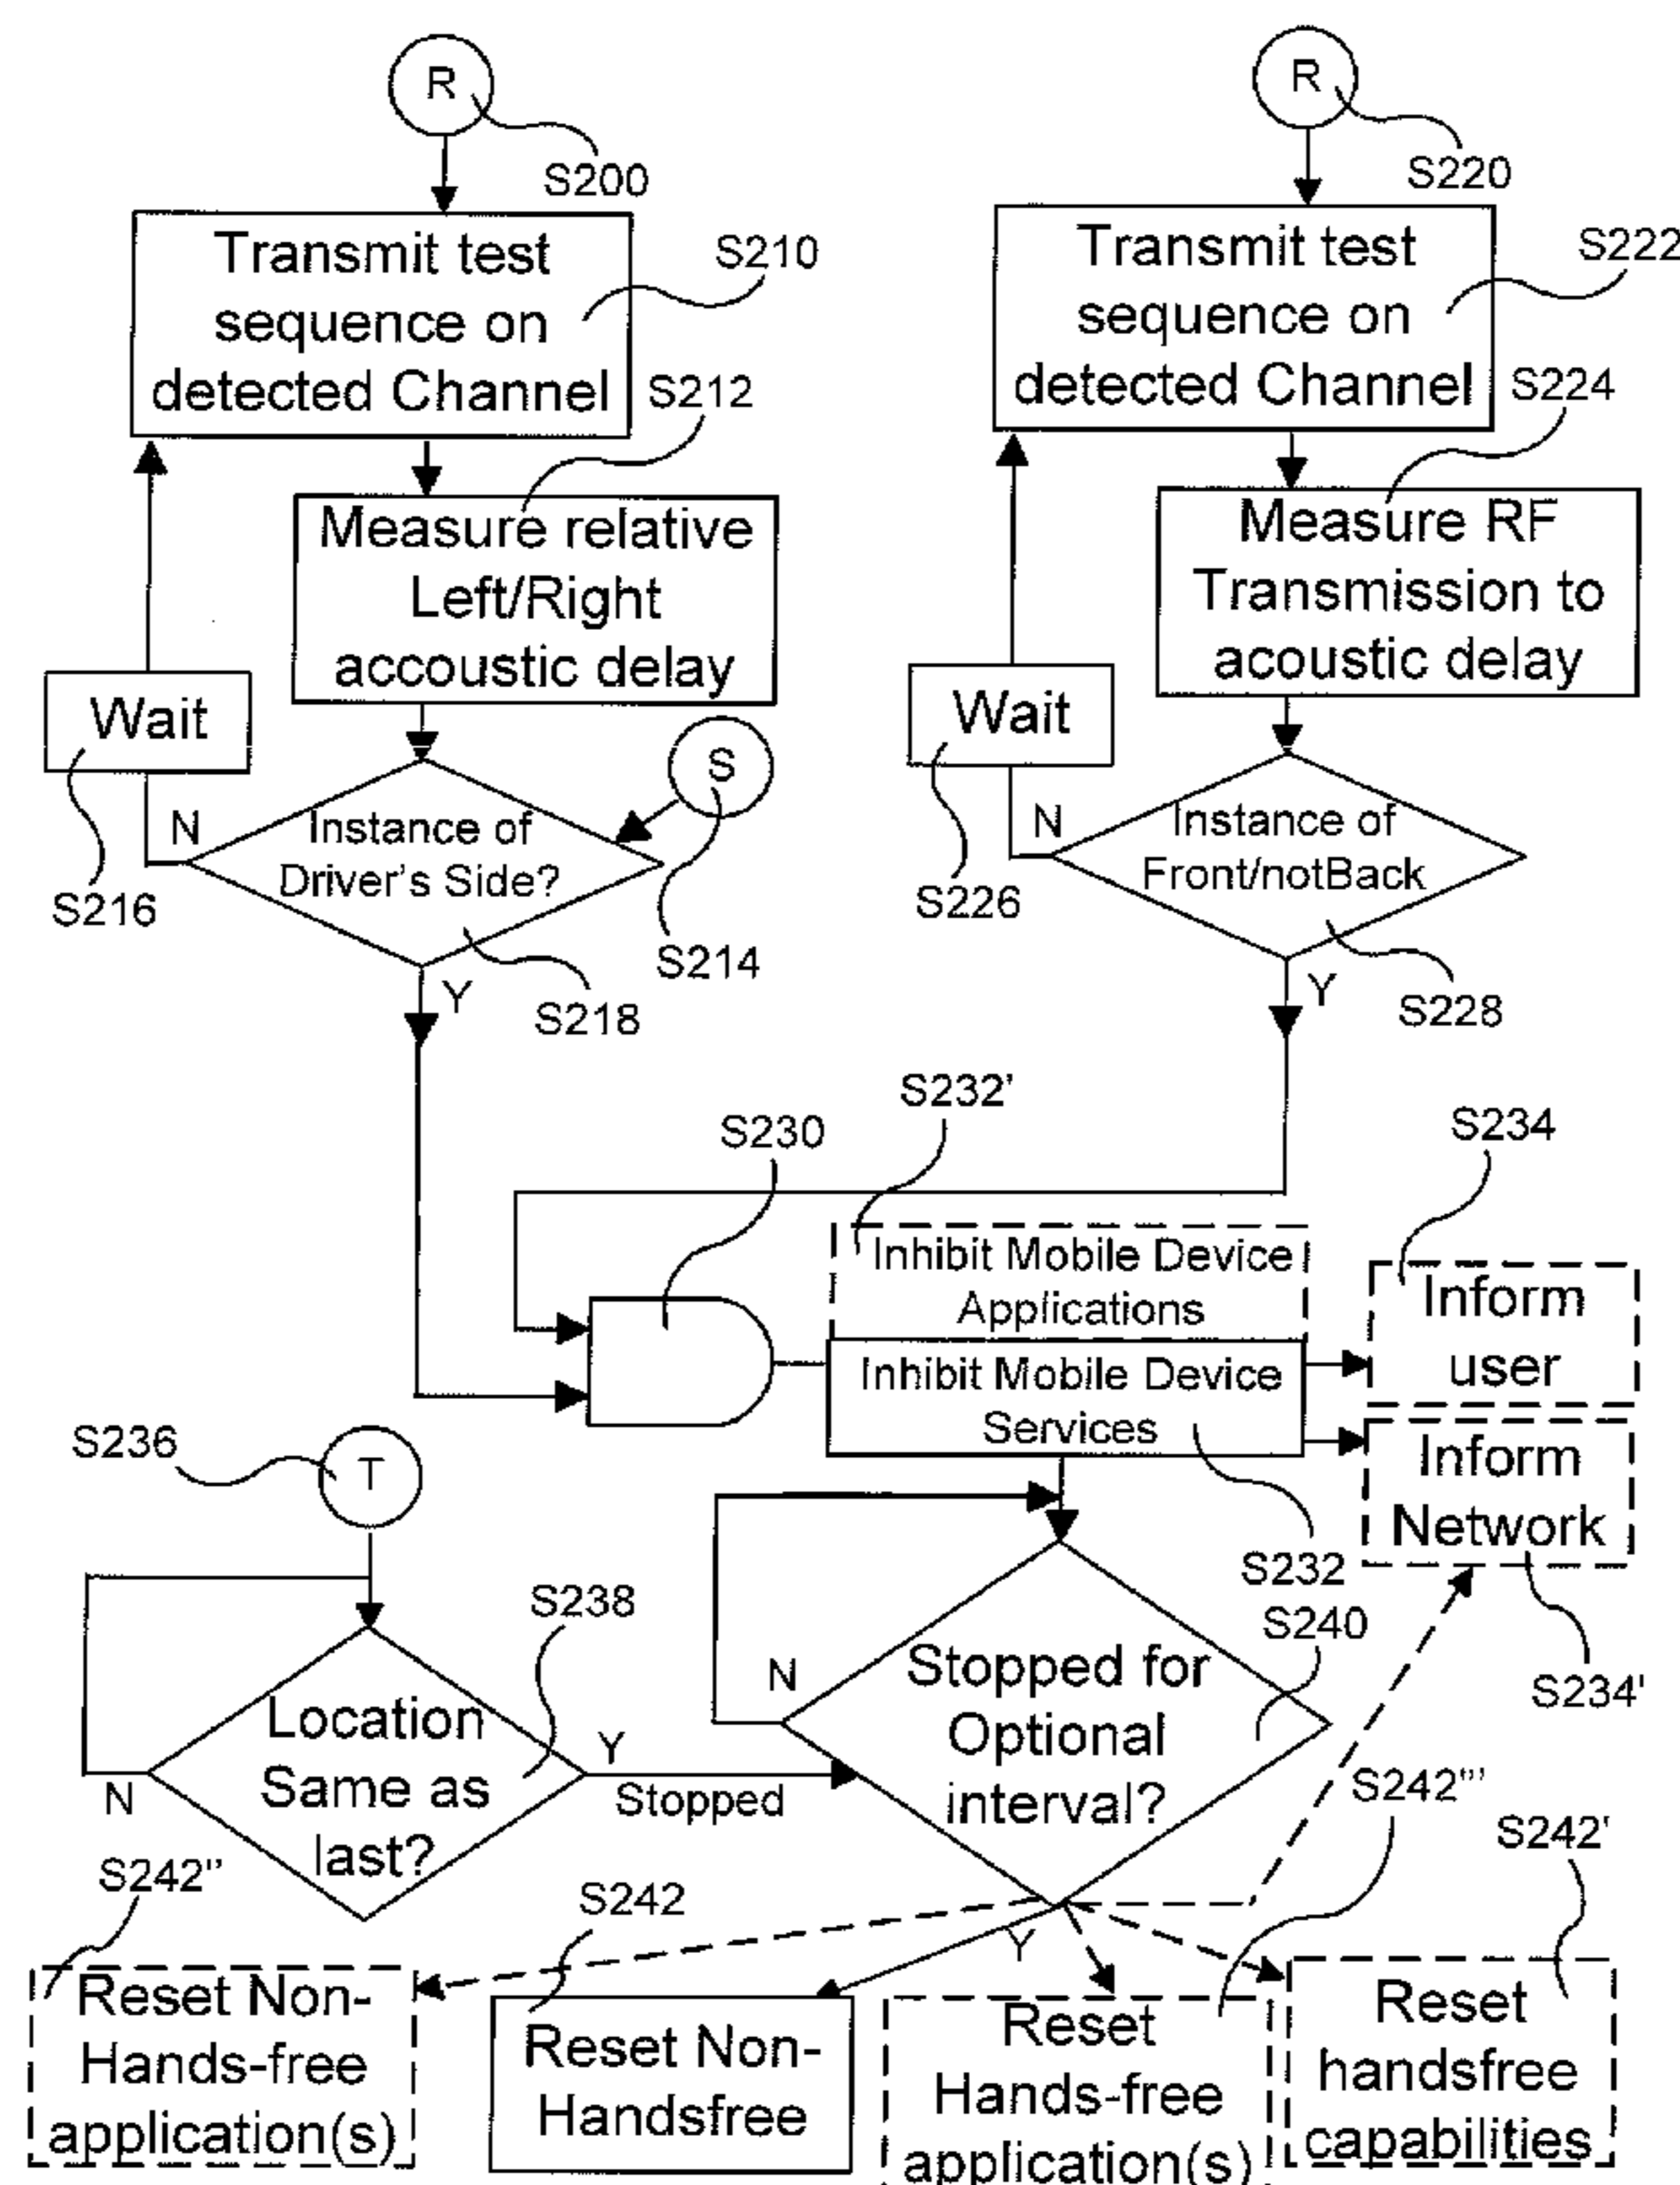 R
S200
Transmit test
sequence on
detected Channel
S210
S212
Measure relative
Left/Right
accoustic delay
Wait
S216
N
Instance of
Driver's Side?
S
S214
Y
S218
R
S220
Transmit test
sequence on
detected Channel
S222
S224
Measure RF
Transmission to
acoustic delay
Wait
S226
N
Instance of
Front/notBack
Y
S228
S230
S232'
Inhibit Mobile Device
Applications
Inhibit Mobile Device
Services
S232
S234
Inform
user
Inform
Network
S234'
S236
T
S238
Location
Same as
last?
N
Y
Stopped
S240
N
Stopped for
Optional
interval?
Y
S242"
Reset Non-
Hands-free
application(s)
S242
Reset Non-
Handsfree
S242"'
Reset
Hands-free
application(s)
S242'
Reset
handsfree
capabilities